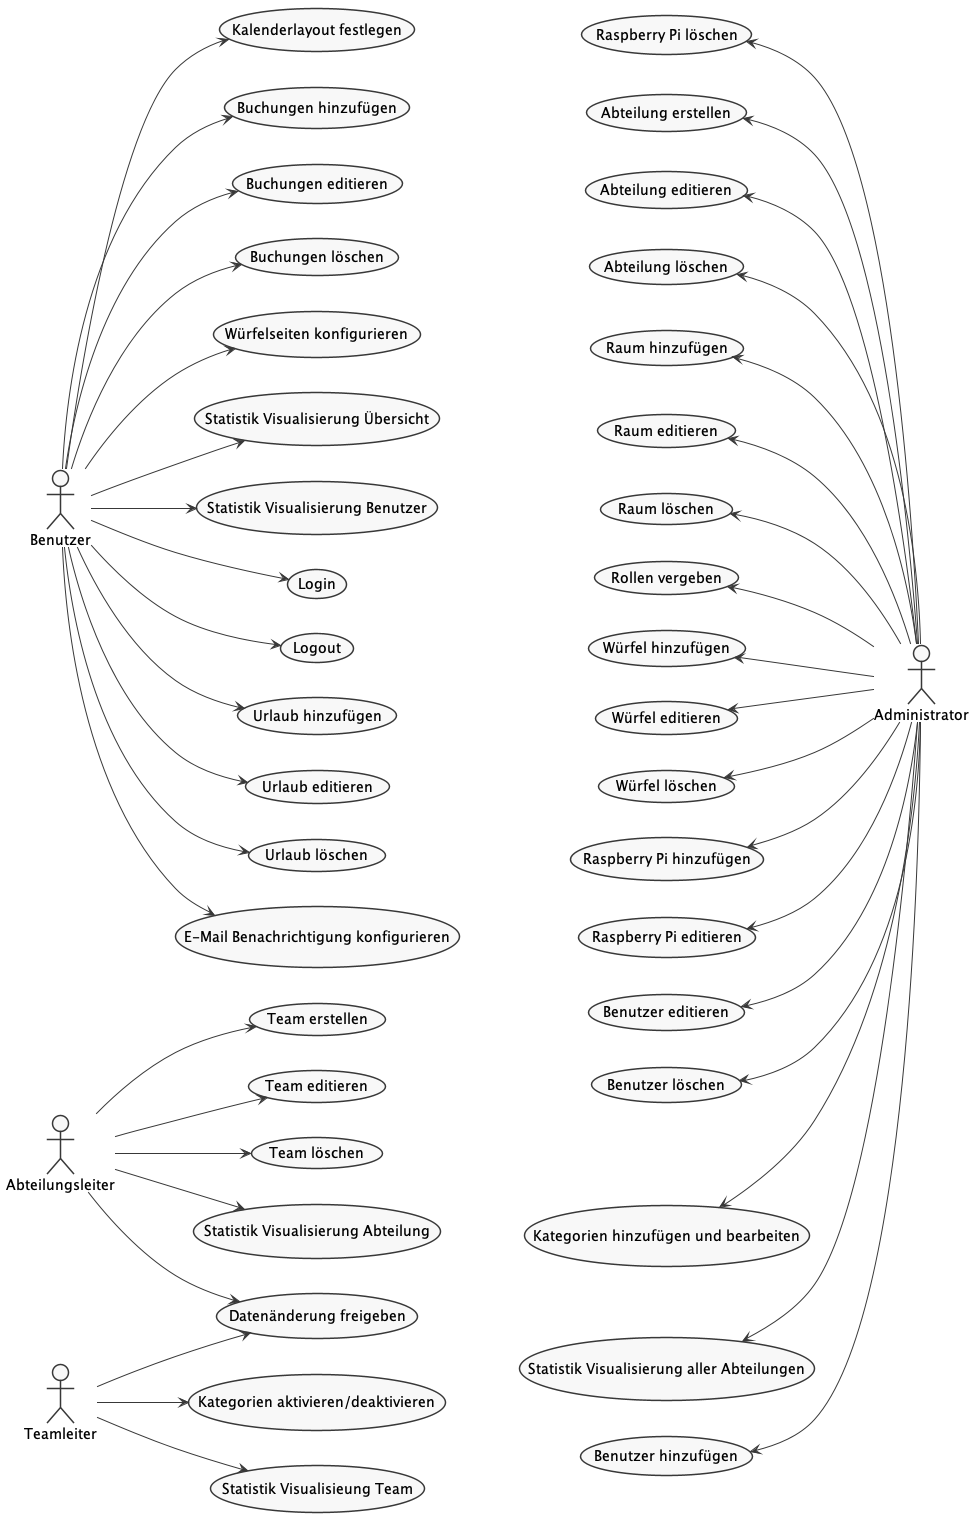 Kalenderlayout festlegen
Buchungen hinzufügen
Buchungen editieren
Buchungen löschen
Würfelseiten konfigurieren
Statistik Visualisierung Übersicht
Statistik Visualisierung Benutzer
Benutzer
Login
Logout
Urlaub hinzufügen
Urlaub editieren
Urlaub löschen
E-Mail Benachrichtigung konfigurieren
Team erstellen
Team editieren
Team löschen
Abteilungsleiter
Statistik Visualisierung Abteilung
Datenänderung freigeben
Kategorien aktivieren/deaktivieren
Teamleiter
Statistik Visualisieung Team
Raspberry Pi löschen
Abteilung erstellen
Abteilung editieren
Abteilung löschen
Raum hinzufügen
Raum editieren
Raum löschen
Rollen vergeben
Würfel hinzufügen
Würfel editieren
Administrator
Würfel löschen
Raspberry Pi hinzufügen
Raspberry Pi editieren
Benutzer editieren
Benutzer löschen
Kategorien hinzufügen und bearbeiten
Statistik Visualisierung aller Abteilungen
Benutzer hinzufügen